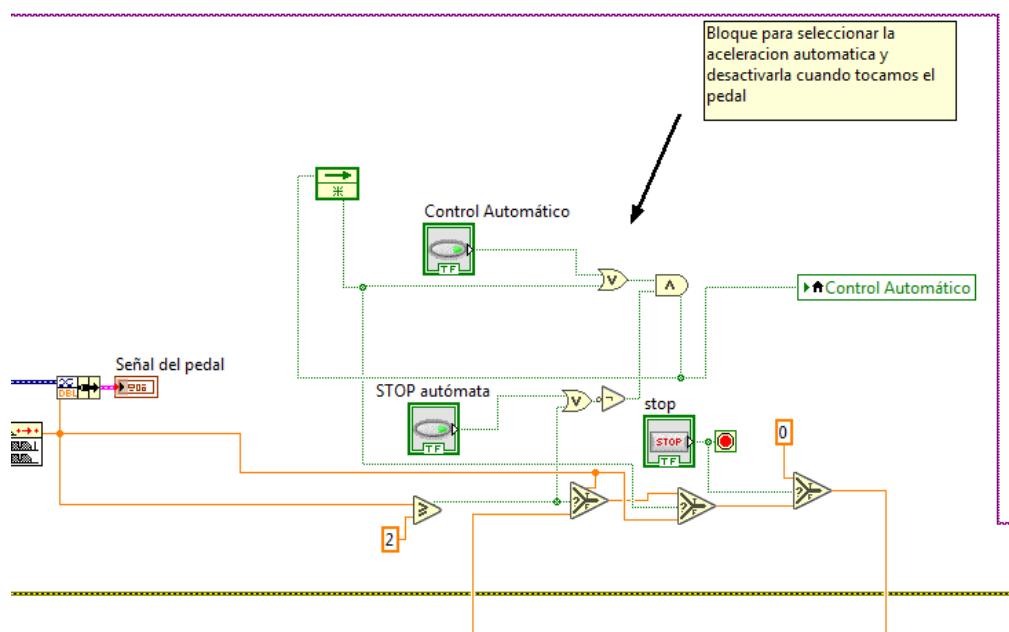 Bloque para seleccionar la
aceleracion automatica y
desactivarla cuando tocamos el
pedal
Control Automático
TF
Control Automático
Señal del pedal
DBL
STOP autómata
TF
stop
STOP
TF
0
2